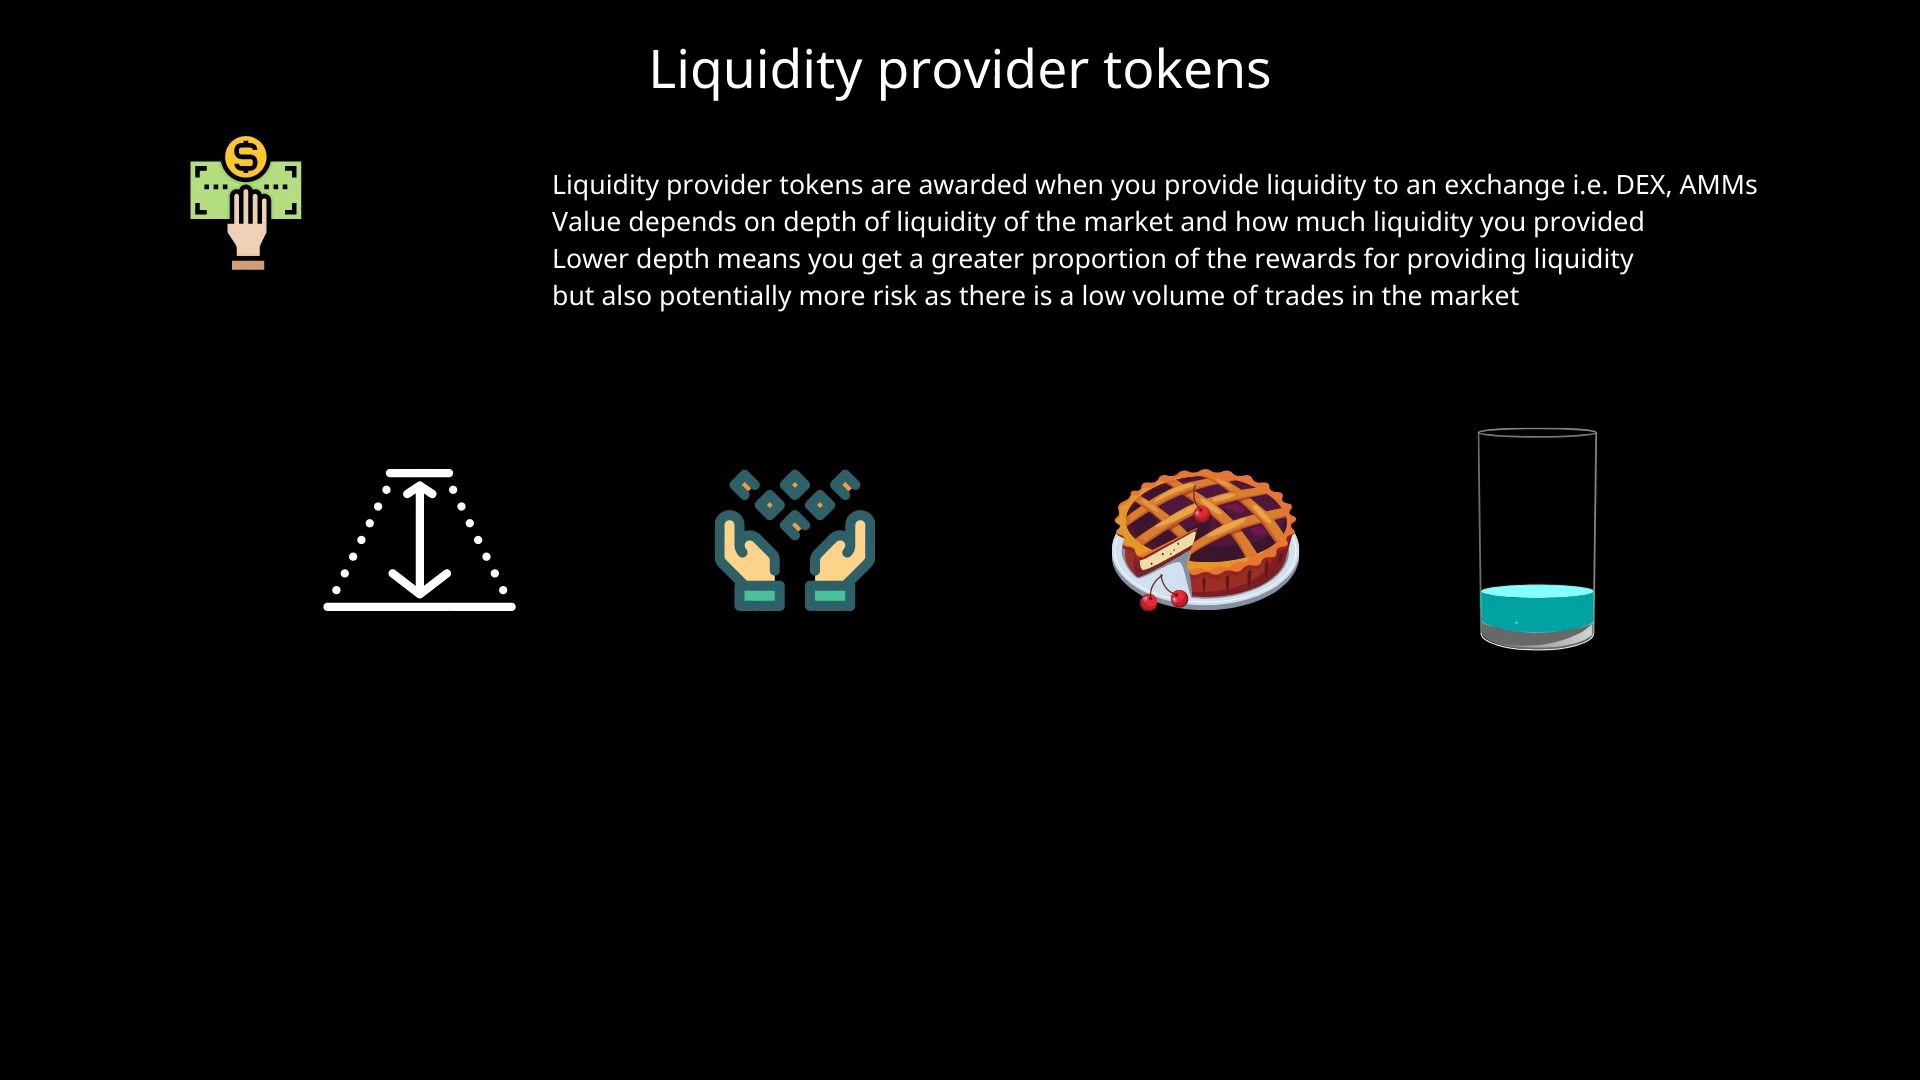 Liquidity provider tokens
$
Liquidity provider tokens are awarded when you provide liquidity to an exchange i.e. DEX, AMMs
Value depends on depth of liquidity of the market and how much liquidity you provided
Lower depth means you get a greater proportion of the rewards for providing liquidity
but also potentially more risk as there is a low volume of trades in the market